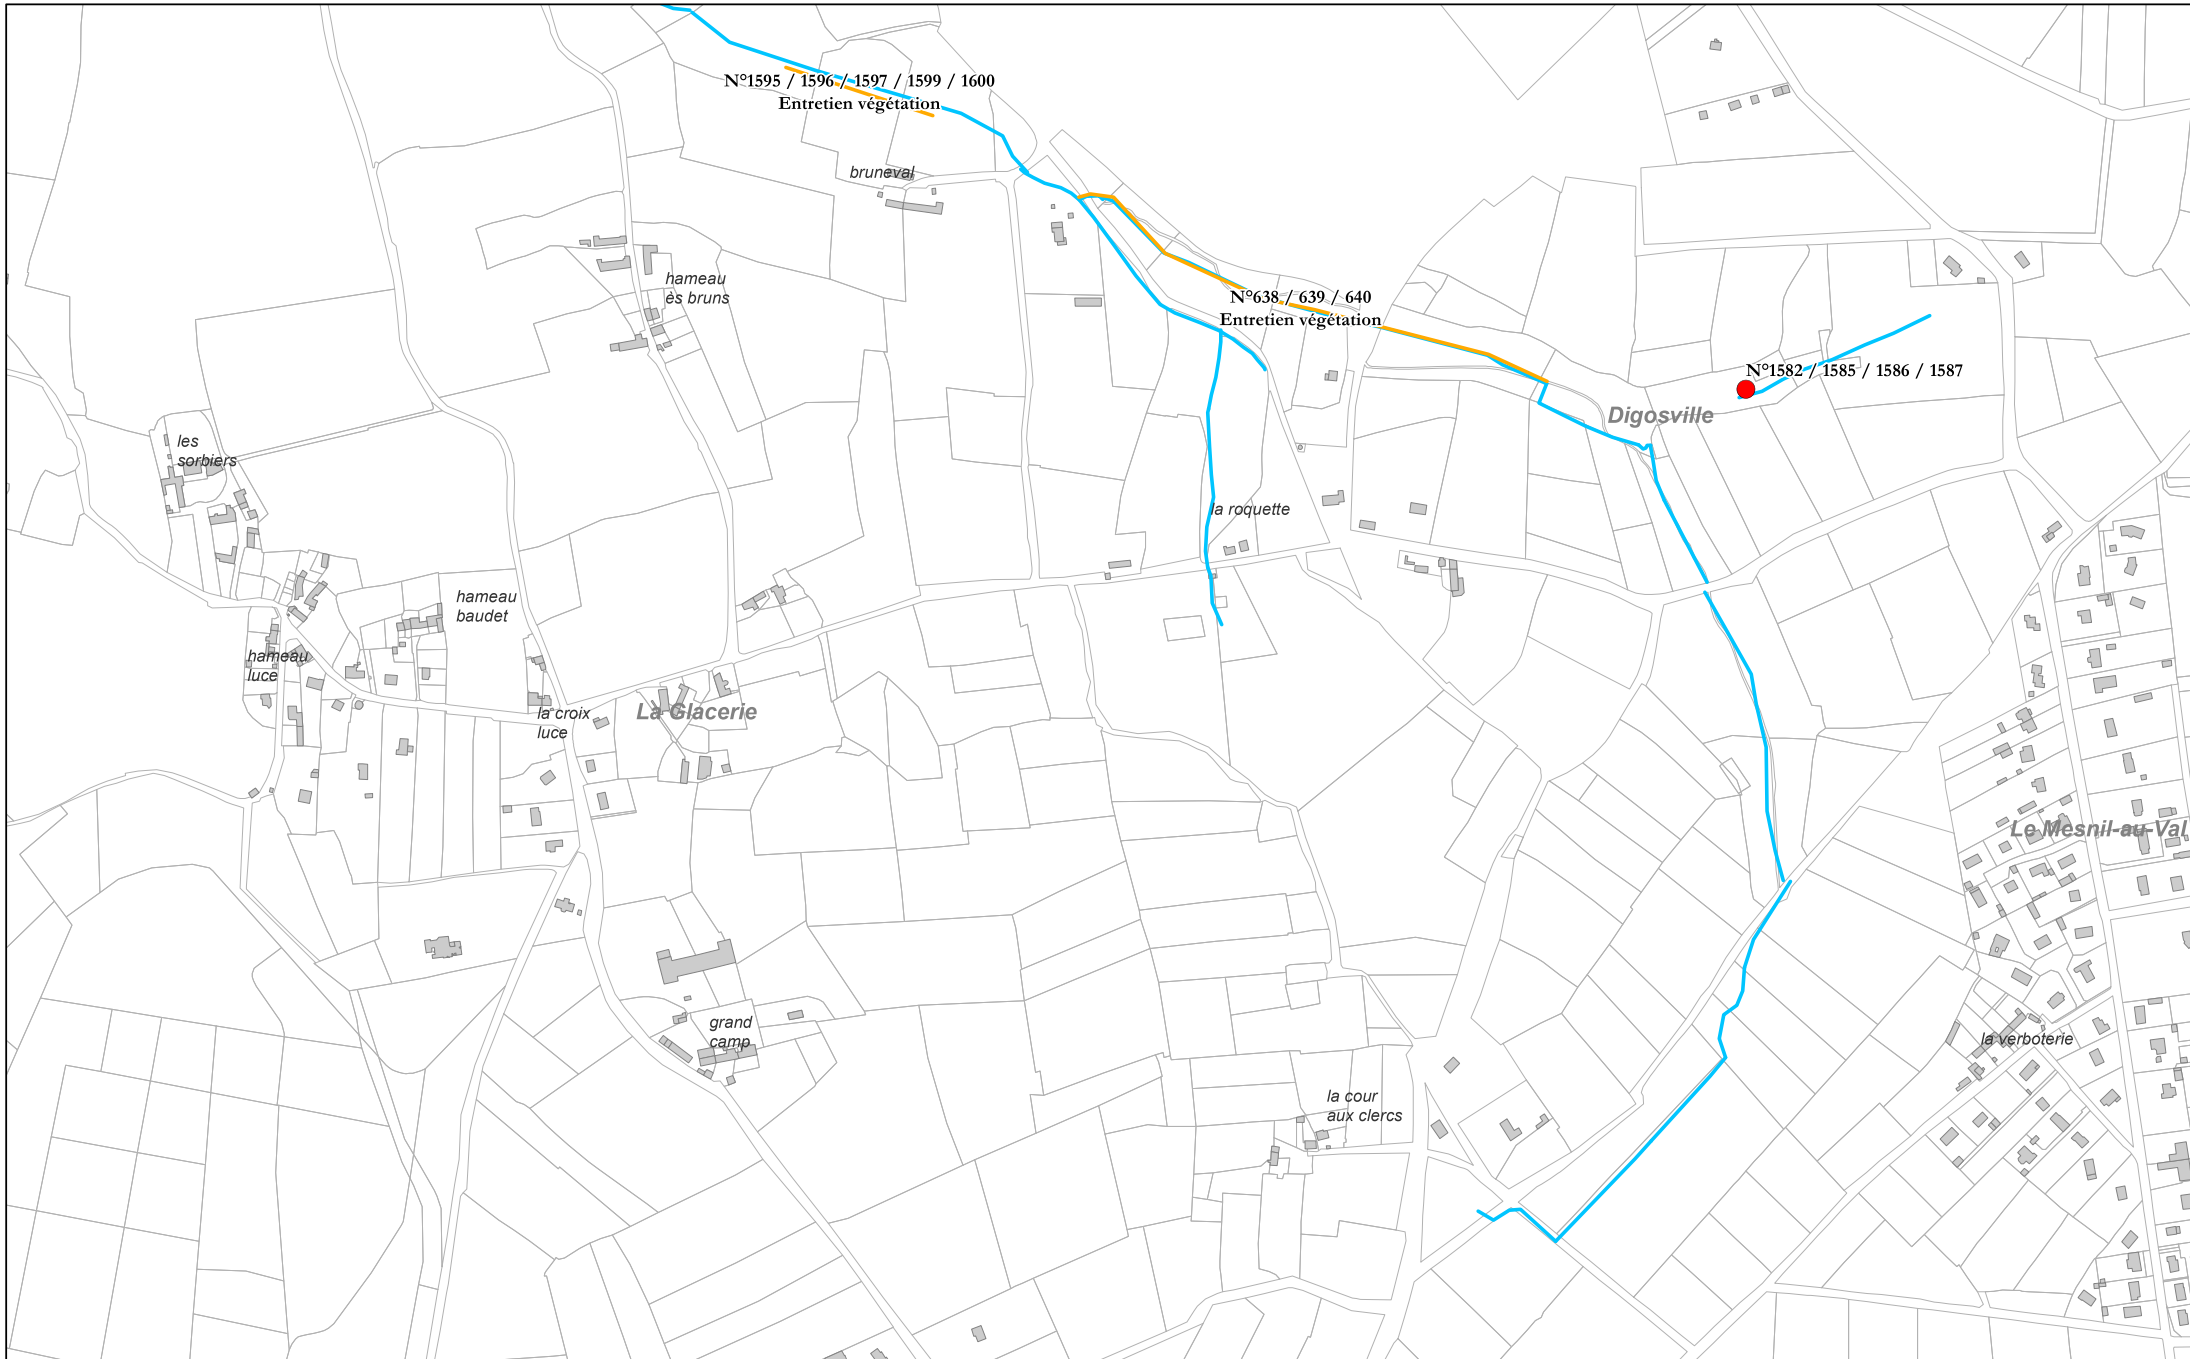 N°1595 / 1596 / 1597 / 1599 / 1600
Entretien végétation
bruneval
hameau
ès bruns
N°638 / 639 / 640
Entretien végétation
N°1582 / 1585 / 1586 / 1587
Digosville
les
sorbiers
la roquette
hameau
baudet
hameau
luce
la croix
luce
La Glacerie
Le Mesnil-au-Val
grand
camp
la verboterie
la cour
aux clercs